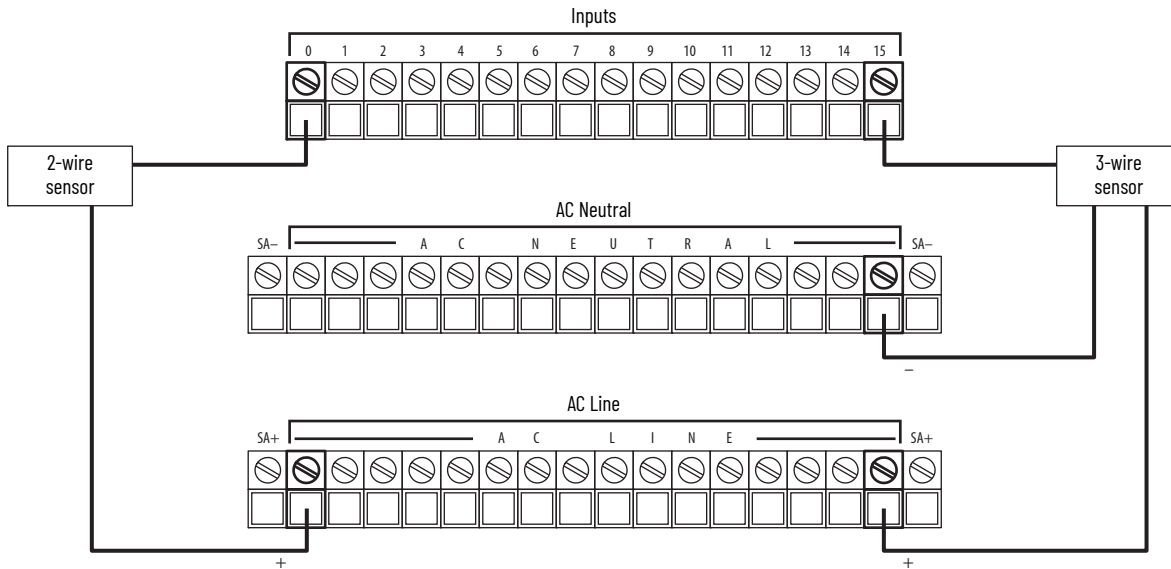 Inputs
0 1 2 3 4 5 6 7 8 9 10 11 12 13 14 15
2-wire
sensor
3-wire
sensor
AC Neutral
SA– A C N E U T R A L SA–
–
AC Line
SA+ A C L I N E SA+
+ +